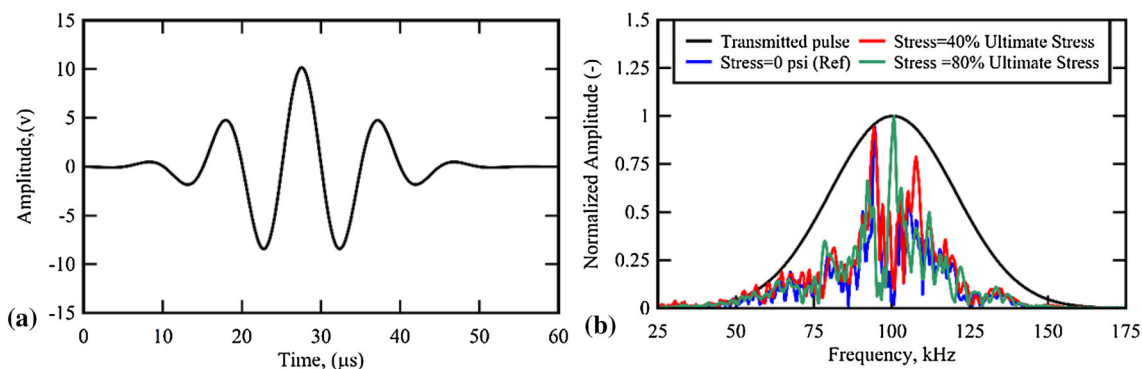 15
10
5
0
-5
-10
-15
Amplitude,(v)
0 10 20 30 40 50 60
Time, (μs)
(a)
1.5
1.25
1
0.75
0.5
0.25
0
Normalized Amplitude (-)
Transmitted pulse
Stress=0 psi (Ref)
Stress=40% Ultimate Stress
Stress =80% Ultimate Stress
25 50 75 100 125 150 175
Frequency, kHz
(b)